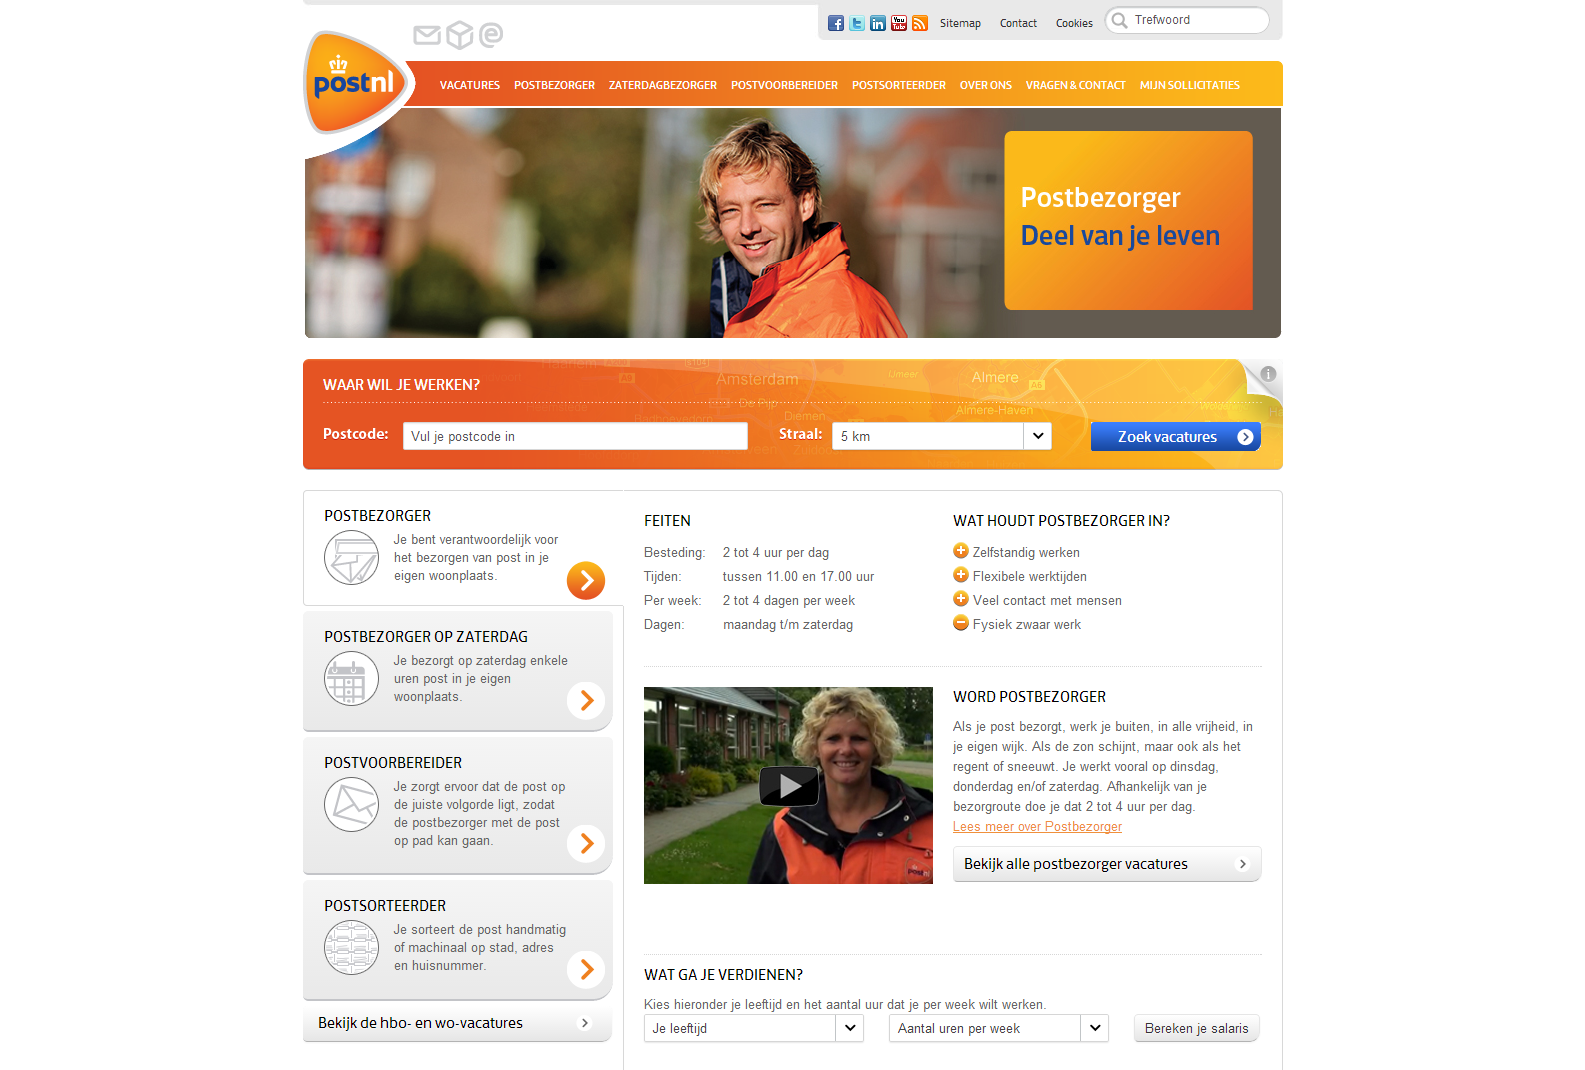 Sitemap Contact Cookies Trefwoord
postnl
VACATURES POSTBEZORGER ZATERDAGBEZORGER POSTVOORBEREIDER POSTSORTEERDER OVER ONS VRAGEN & CONTACT MIJN SOLLICITATIES
Postbezorger
Deel van je leven
WAAR WIL JE WERKEN?
Amsterdam
Almere
De Pijp
Diemen
Almere-Haven
Postcode: Vul je postcode in Straal: 5 km Zoek vacatures
POSTBEZORGER
Je bent verantwoordelijk voor
het bezorgen van post in je
eigen woonplaats.
POSTBEZORGER OP ZATERDAG
Je bezorgt op zaterdag enkele
uren post in je eigen
woonplaats.
POSTVOORBEREIDER
Je zorgt ervoor dat de post op
de juiste volgorde ligt, zodat
de postbezorger met de post
op pad kan gaan.
POSTSORTEERDER
Je sorteert de post handmatig
of machinaal op stad, adres
en huisnummer.
Bekijk de hbo- en wo-vacatures
FEITEN
Besteding: 2 tot 4 uur per dag
Tijden: tussen 11.00 en 17.00 uur
Per week: 2 tot 4 dagen per week
Dagen: maandag t/m zaterdag
WAT HOUDT POSTBEZORGER IN?
Zelfstandig werken
Flexibele werktijden
Veel contact met mensen
Fysiek zwaar werk
WORD POSTBEZORGER
Als je post bezorgt, werk je buiten, in alle vrijheid, in
je eigen wijk. Als de zon schijnt, maar ook als het
regent of sneeuwt. Je werkt vooral op dinsdag,
donderdag en/of zaterdag. Afhankelijk van je
bezorgroute doe je dat 2 tot 4 uur per dag.
Lees meer over Postbezorger
Bekijk alle postbezorger vacatures
WAT GA JE VERDIENEN?
Kies hieronder je leeftijd en het aantal uur dat je per week wilt werken.
Je leeftijd Aantal uren per week Bereken je salaris